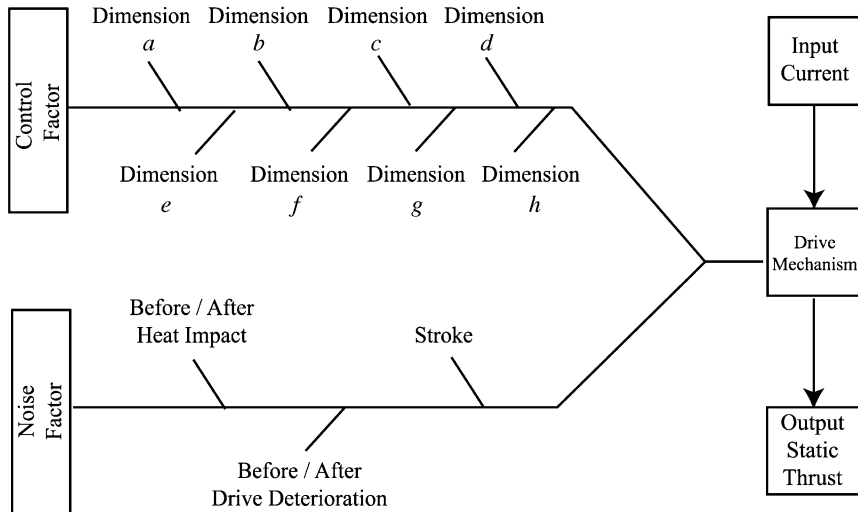 Dimension
a
Dimension
b
Dimension
c
Dimension
d
Control
Factor
Dimension
e
Dimension
f
Dimension
g
Dimension
h
Input
Current
Drive
Mechanism
Output
Static
Thrust
Before / After
Heat Impact
Stroke
Noise
Factor
Before / After
Drive Deterioration